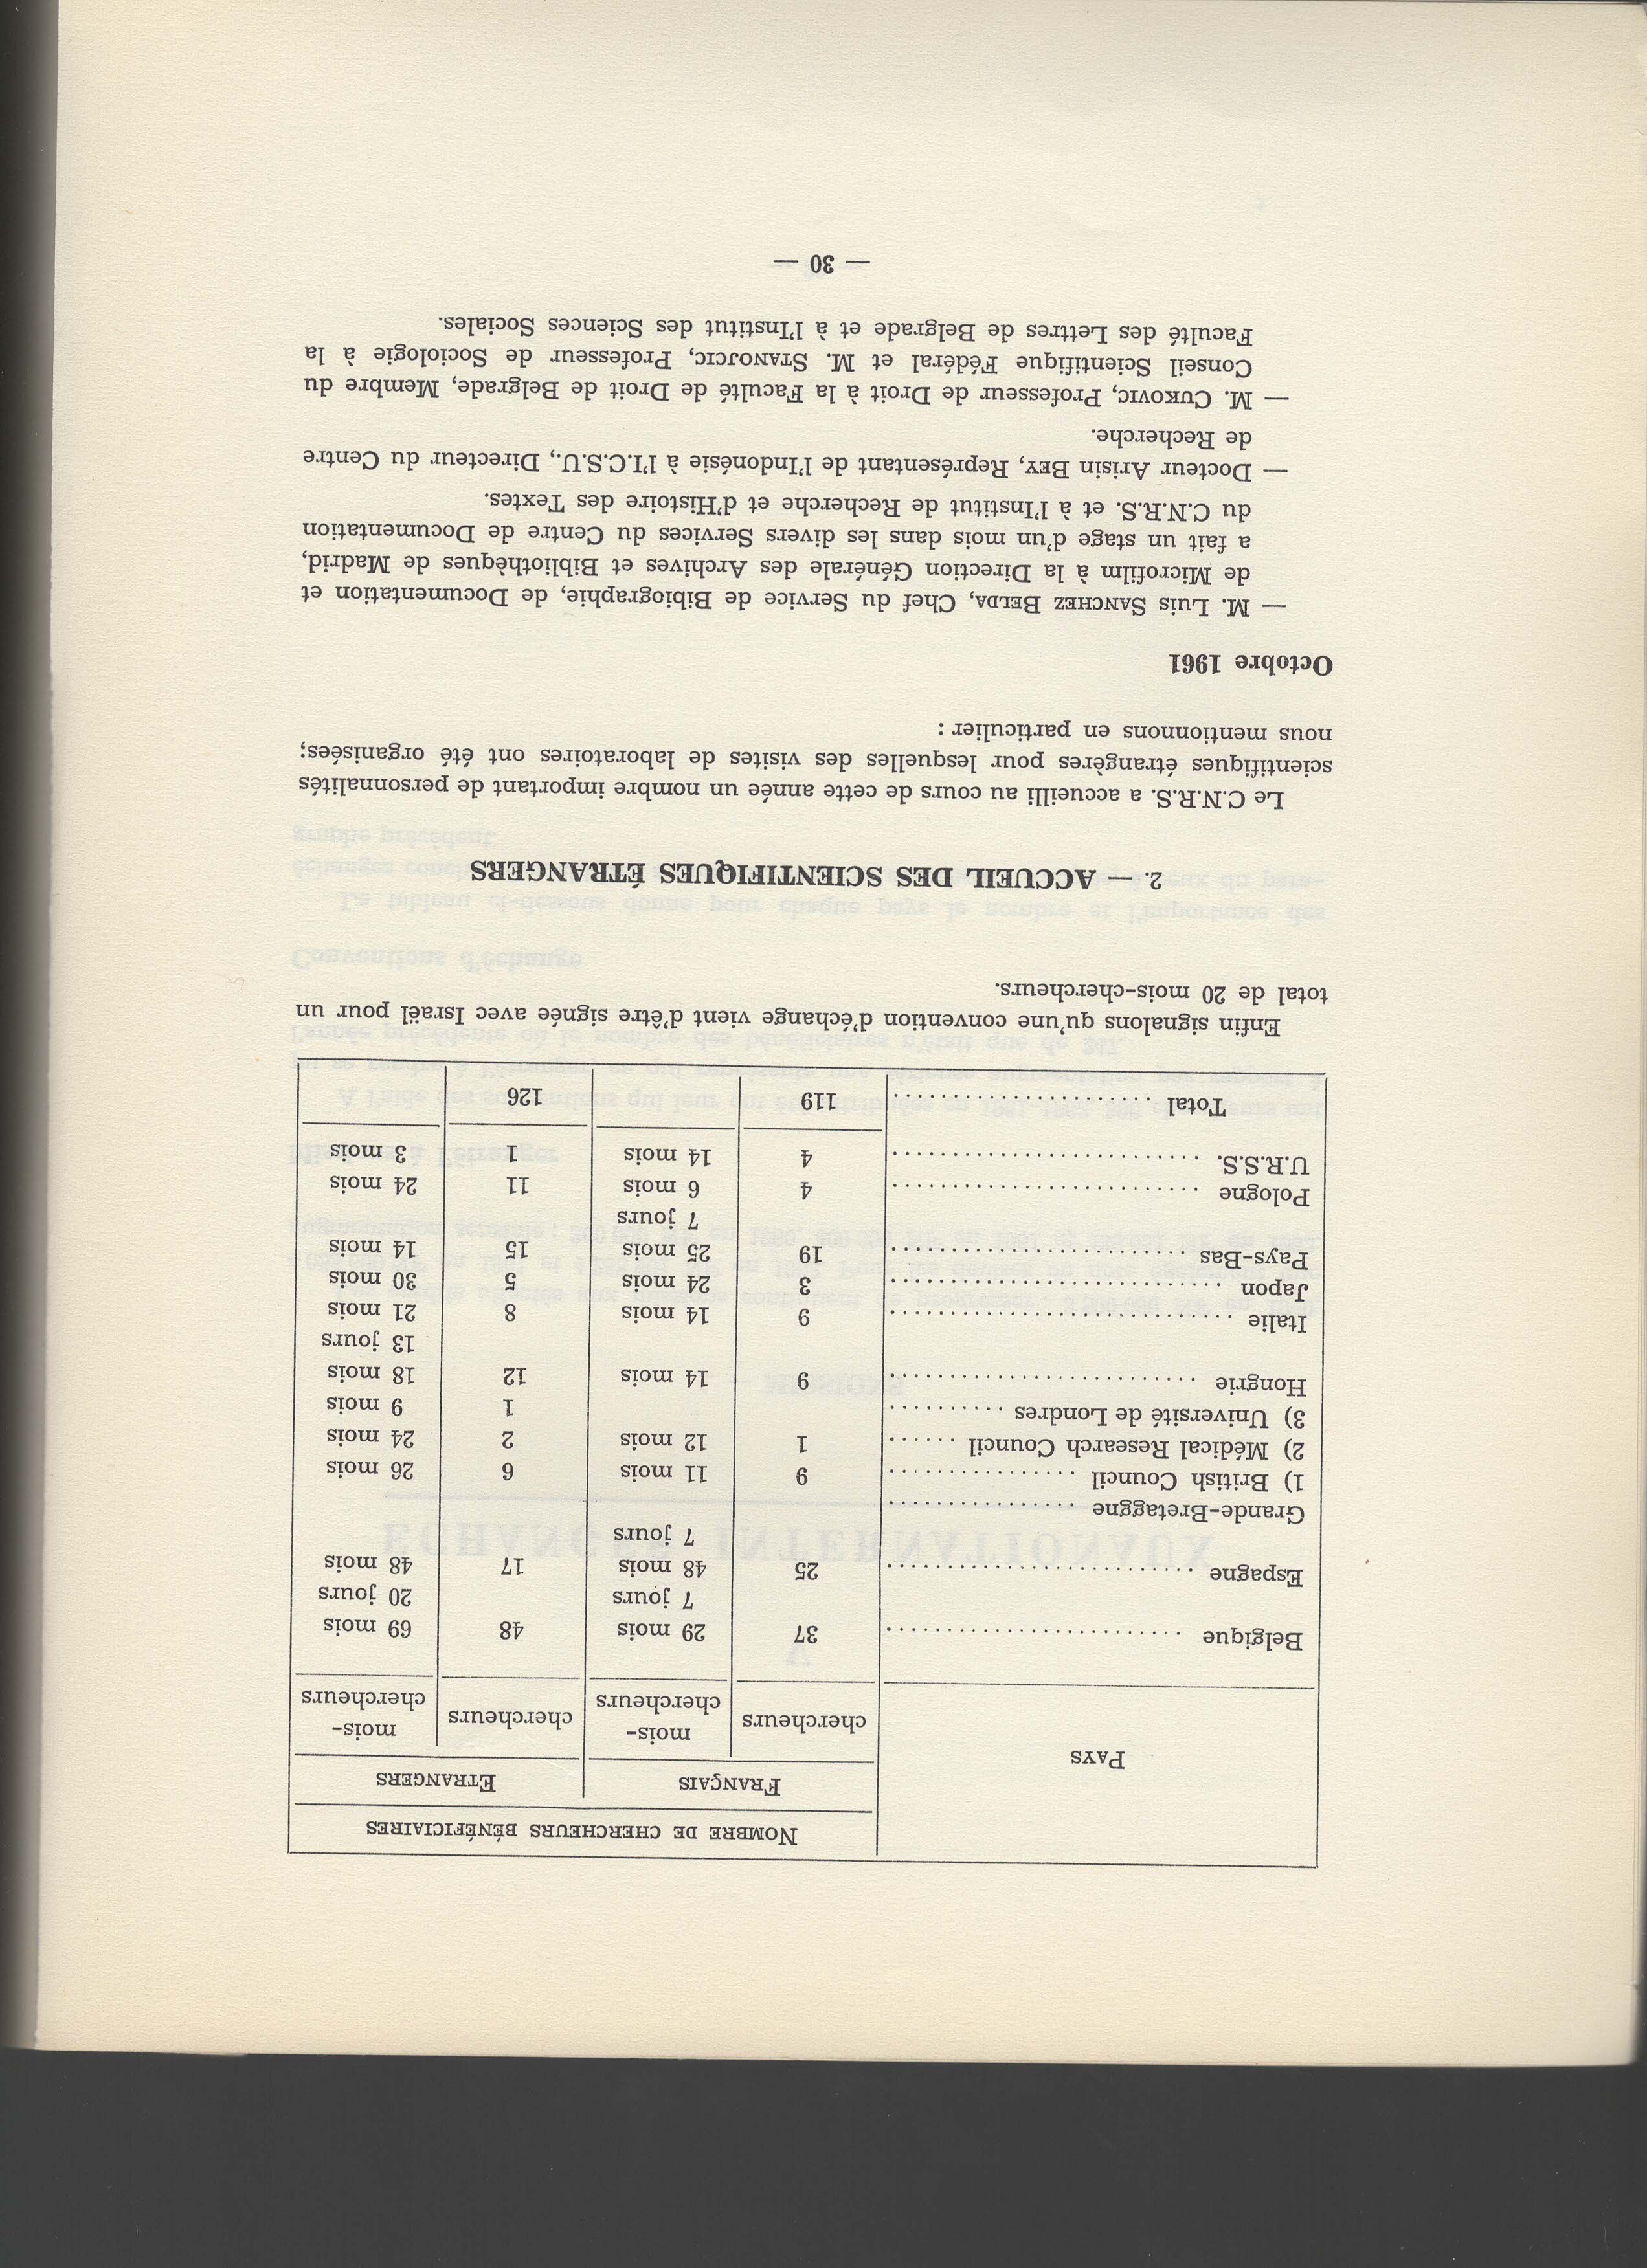 PAYS
NOMBRE DE CHERCHEURS BÉNÉFICIAIRES
FRANÇAIS ETRANGERS
chercheurs mois-chercheurs chercheurs mois-chercheurs
Belgique .......................... 37 29 mois 48 69 mois
7 jours 20 jours
Espagne .......................... 25 48 mois 17 48 mois
7 jours
Grande-Bretagne ................
1) British Council ................ 9 11 mois 6 26 mois
2) Médical Research Council ...... 1 12 mois 2 24 mois
3) Université de Londres .......... 1 9 mois
Hongrie .......................... 9 14 mois 12 18 mois
13 jours
Italie ............................. 9 14 mois 8 21 mois
Japon ............................ 3 24 mois 5 30 mois
Pays-Bas ......................... 19 25 mois 15 14 mois
7 jours
Pologne .......................... 4 6 mois 11 24 mois
U.R.S.S. .......................... 4 14 mois 1 3 mois
Total ...................... 119 126
Enfin signalons qu'une convention d'échange vient d'être signée avec Israël pour un
total de 20 mois-chercheurs.
2. — ACCUEIL DES SCIENTIFIQUES ÉTRANGERS
Le C.N.R.S. a accueilli au cours de cette année un nombre important de personnalités
scientifiques étrangères pour lesquelles des visites de laboratoires ont été organisées;
nous mentionnons en particulier :
Octobre 1961
— M. Luis SANCHEZ BELDA, Chef du Service de Bibiographie, de Documentation et
de Microfilm à la Direction Générale des Archives et Bibliothèques de Madrid,
a fait un stage d'un mois dans les divers Services du Centre de Documentation
du C.N.R.S. et à l'Institut de Recherche et d'Histoire des Textes.
— Docteur Arisin BEY, Représentant de l'Indonésie à l'I.C.S.U., Directeur du Centre
de Recherche.
— M. CUKOVIC, Professeur de Droit à la Faculté de Droit de Belgrade, Membre du
Conseil Scientifique Fédéral et M. STANOJCIC, Professeur de Sociologie à la
Faculté des Lettres de Belgrade et à l'Institut des Sciences Sociales.
— 30 —